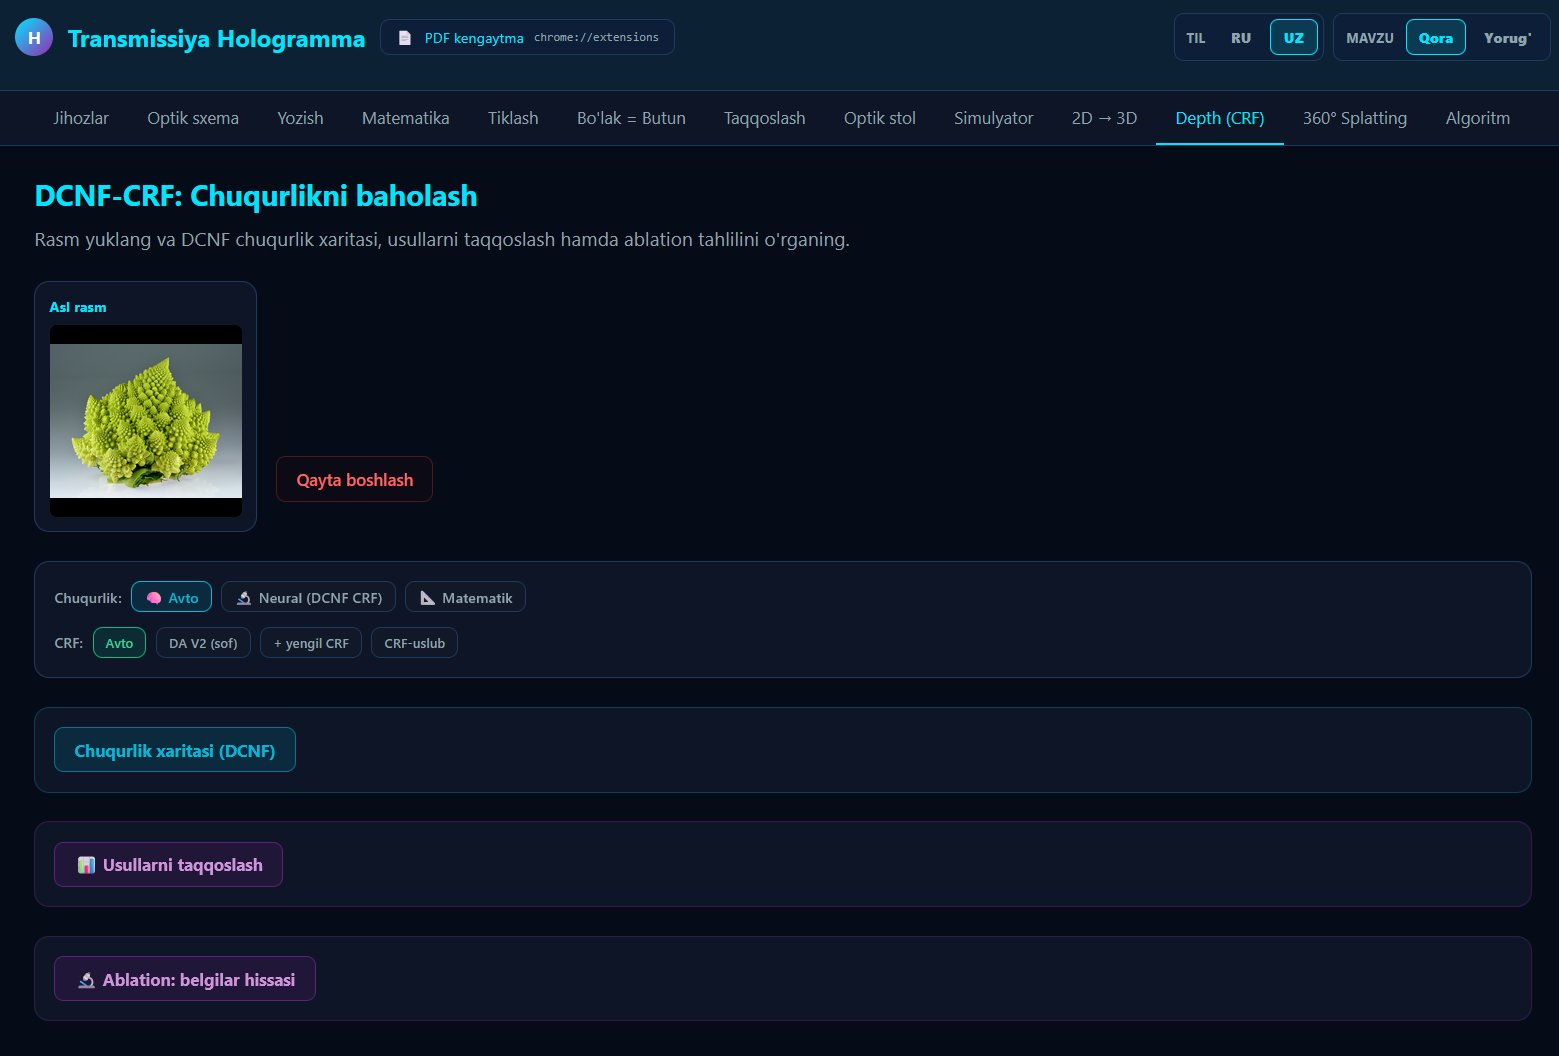 H Transmissiya Hologramma PDF kengaytma chrome://extensions TIL RU UZ MAVZU Qora Yorug'
Jihozlar Optik sxema Yozish Matematika Tiklash Bo'lak = Butun Taqqoslash Optik stol Simulyator 2D → 3D Depth (CRF) 360° Splatting Algoritm
DCNF-CRF: Chuqurlikni baholash
Rasm yuklang va DCNF chuqurlik xaritasi, usullarni taqqoslash hamda ablation tahlilini o'rganing.
Asl rasm
Qayta boshlash
Chuqurlik: Avto Neural (DCNF CRF) Matematik
CRF: Avto DA V2 (sof) + yengil CRF CRF-uslub
Chuqurlik xaritasi (DCNF)
Usullarni taqqoslash
Ablation: belgilar hissasi